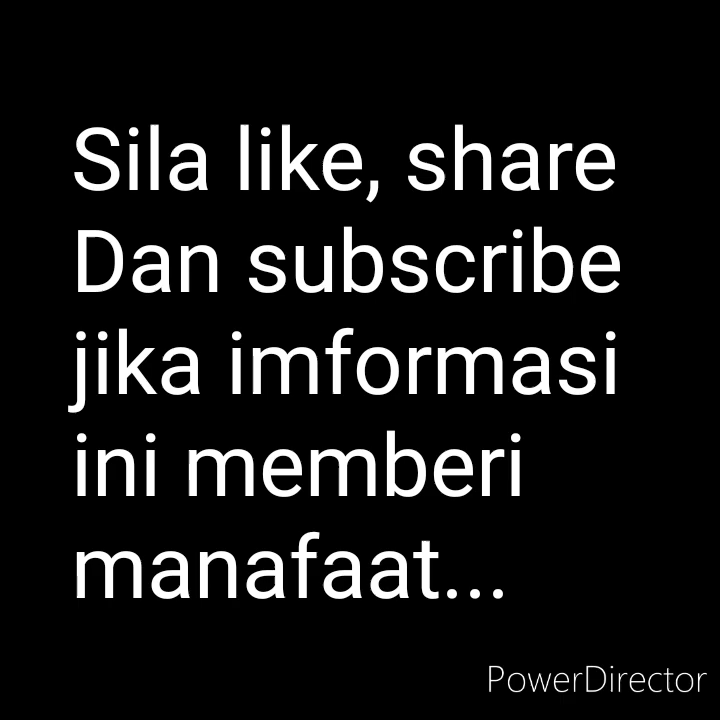 Sila like, share
Dan subscribe
jika imformasi
ini memberi
manafaat...
PowerDirector